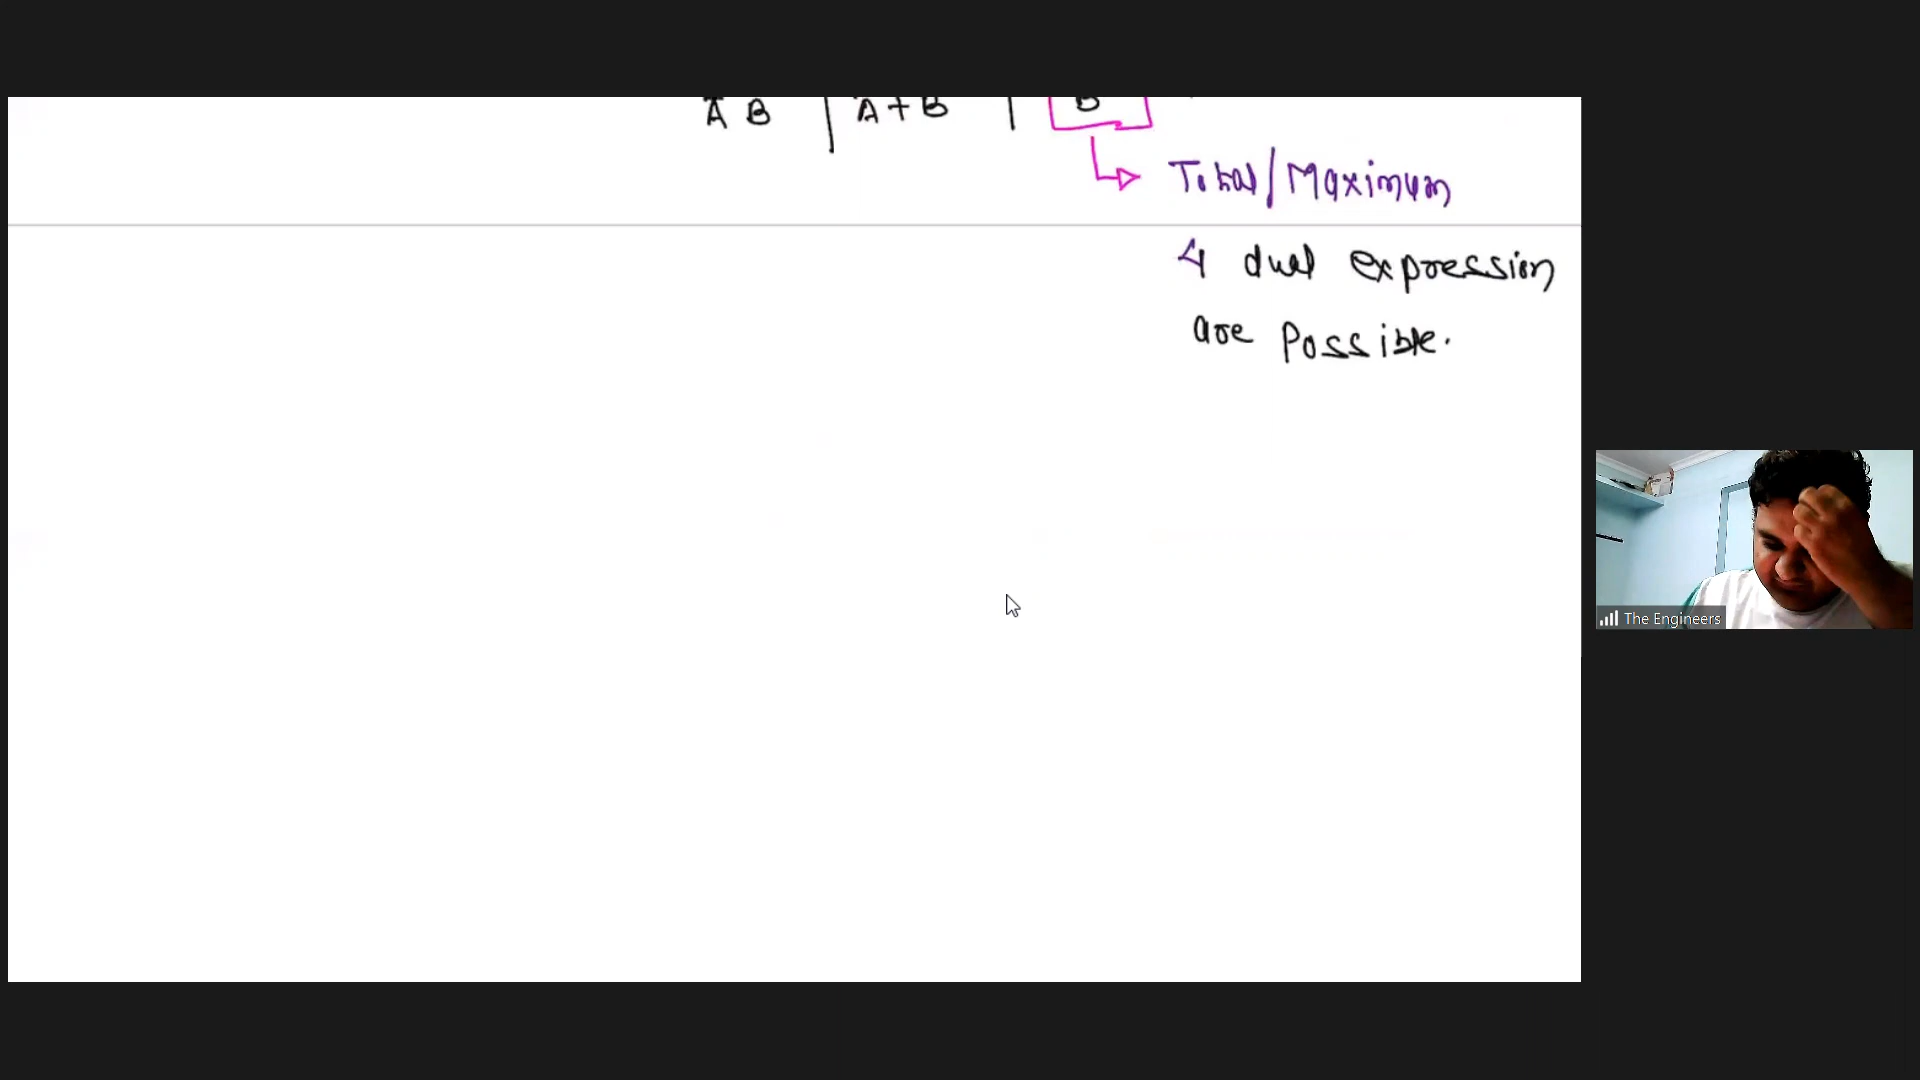 A B | A + B | B
Total/Maximum
4 dual expression
are Possible.
The Engineers